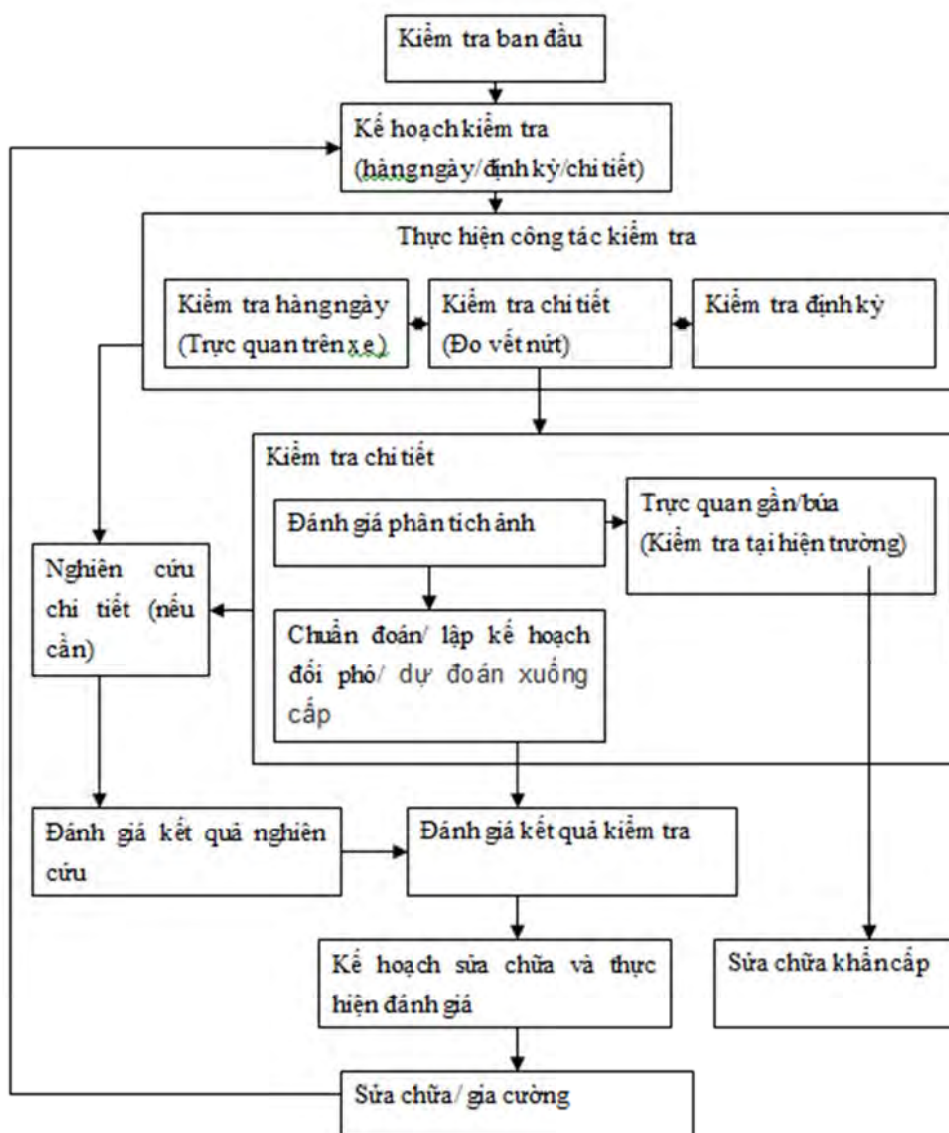 Kiểm tra ban đầu
Kế hoạch kiểm tra
(hàng ngày/định kỳ/chi tiết)
Thực hiện công tác kiểm tra
Kiểm tra hàng ngày
(Trực quan trên xe)
Kiểm tra chi tiết
(Đo vết nứt)
Kiểm tra định kỳ
Kiểm tra chi tiết
Đánh giá phân tích ảnh
Trực quan gần/búa
(Kiểm tra tại hiện trường)
Nghiên cứu
chi tiết (nếu
cần)
Chuẩn đoán/ lập kế hoạch
đối phó/ dự đoán xuống
cấp
Đánh giá kết quả nghiên
cứu
Đánh giá kết quả kiểm tra
Kế hoạch sửa chữa và thực
hiện đánh giá
Sửa chữa khẩn cấp
Sửa chữa/ gia cường